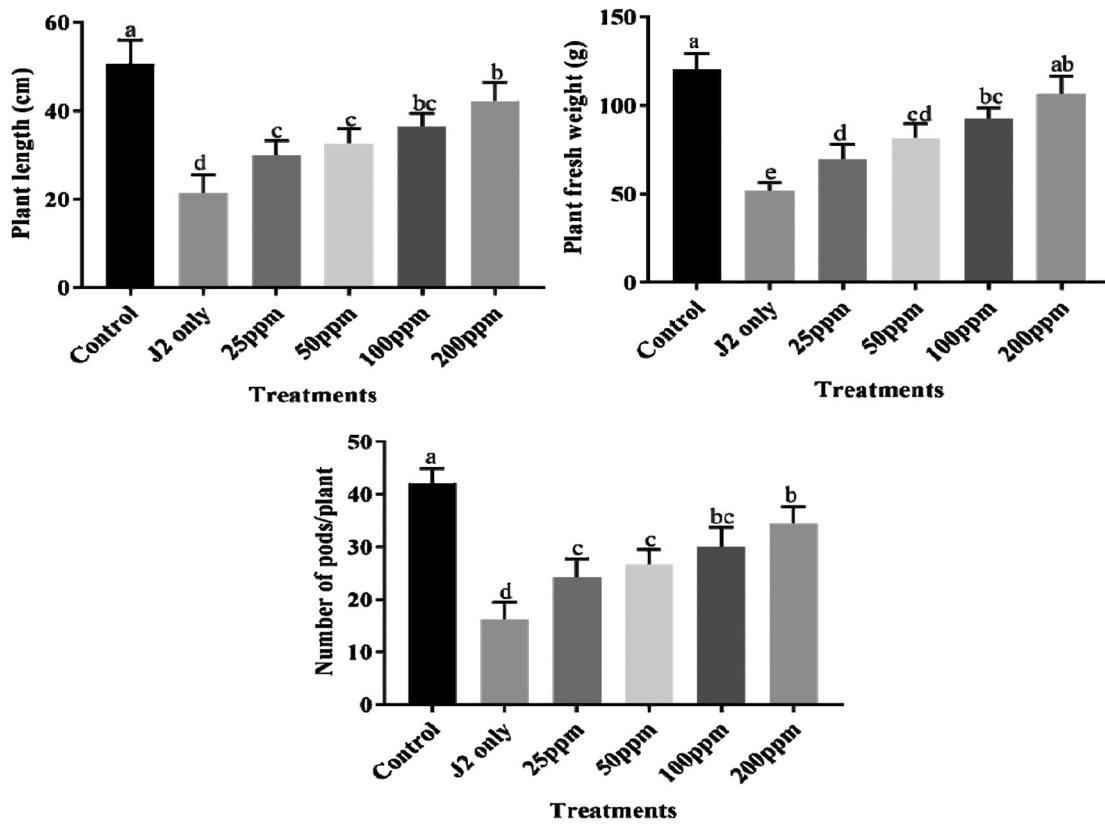 Plant length (cm)
60
40
20
0
a
d
c
c
bc
b
Control
J2 only
25ppm
50ppm
100ppm
200ppm
Treatments
Plant fresh weight (g)
150
100
50
0
a
e
d
cd
bc
ab
Control
J2 only
25ppm
50ppm
100ppm
200ppm
Treatments
Number of pods/plant
50
40
30
20
10
0
a
d
c
c
bc
b
Control
J2 only
25ppm
50ppm
100ppm
200ppm
Treatments